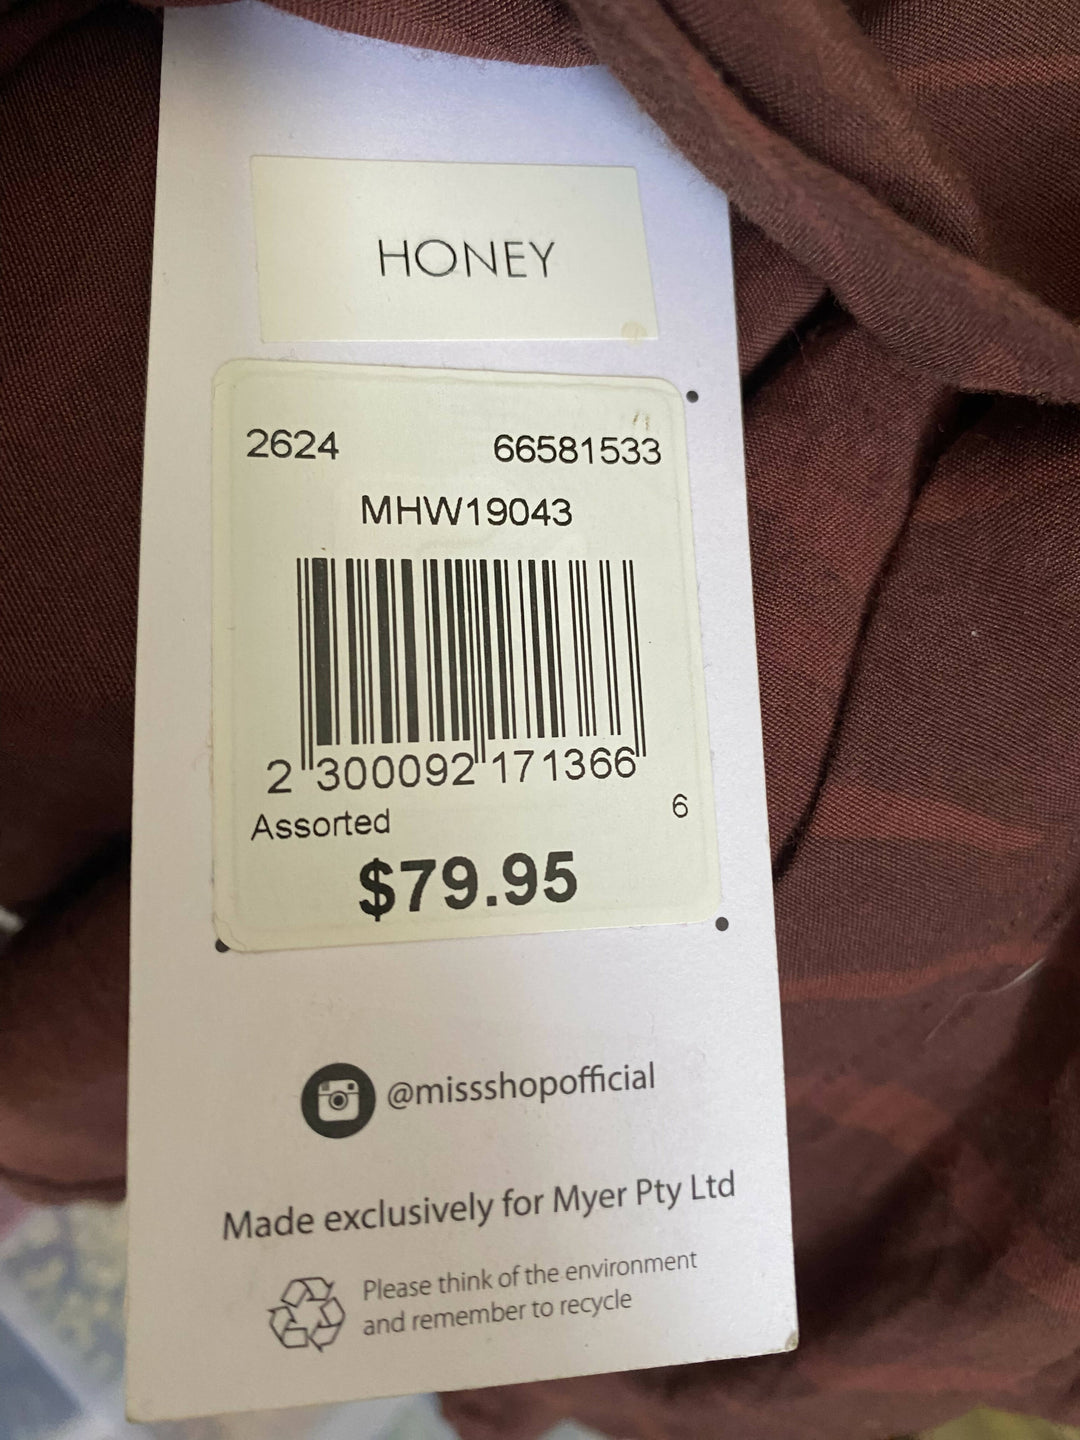 HONEY
2624 66581533
MHW19043
2 300092 171366
Assorted 6
$79.95
@missshopofficial
Made exclusively for Myer Pty Ltd
Please think of the environment
and remember to recycle